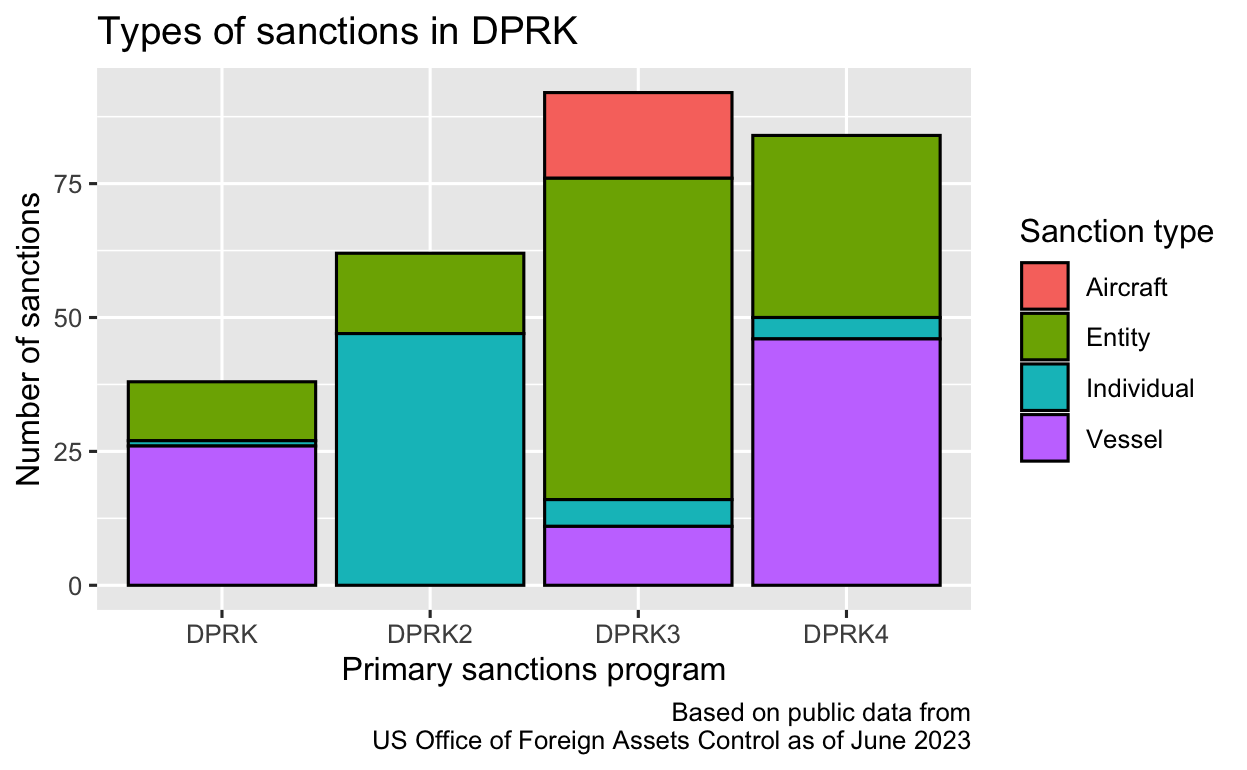 Types of sanctions in DPRK
Number of sanctions
75
50
25
0
DPRK
DPRK2
DPRK3
DPRK4
Primary sanctions program
Sanction type
Aircraft
Entity
Individual
Vessel
Based on public data from
US Office of Foreign Assets Control as of June 2023